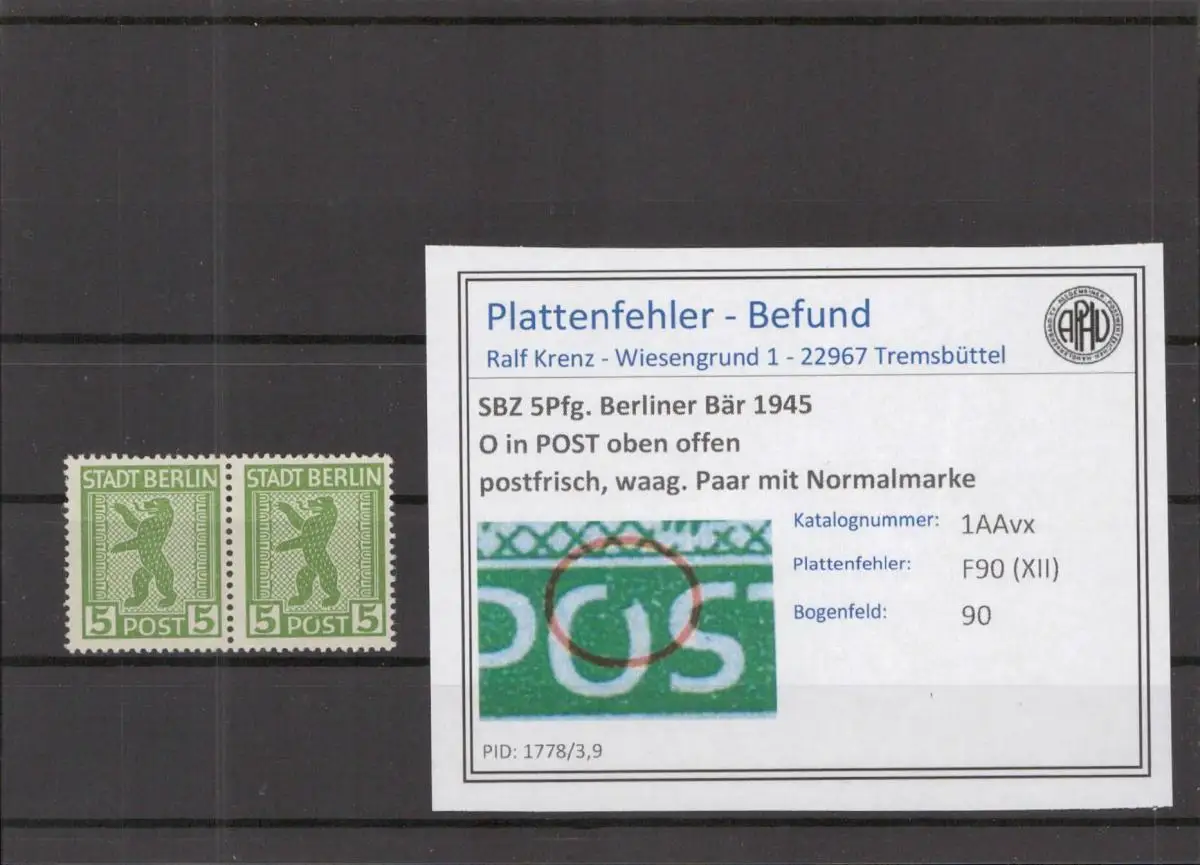 STADT BERLIN STADT BERLIN
5 POST 5 5 POST 5
Plattenfehler - Befund
Ralf Krenz - Wiesengrund 1 - 22967 Tremsbüttel
APHV
SBZ 5Pfg. Berliner Bär 1945
O in POST oben offen
postfrisch, waag. Paar mit Normalmarke
POST
Katalognummer: 1AAvx
Plattenfehler: F90 (XII)
Bogenfeld: 90
PID: 1778/3,9